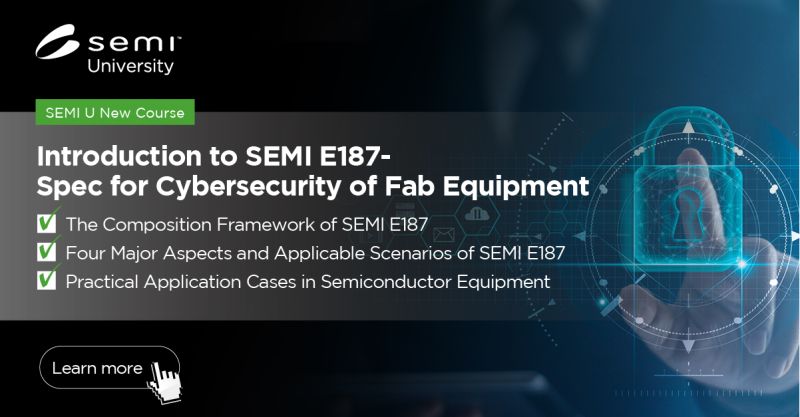 semi™
University
SEMI U New Course
Introduction to SEMI E187-
Spec for Cybersecurity of Fab Equipment
The Composition Framework of SEMI E187
Four Major Aspects and Applicable Scenarios of SEMI E187
Practical Application Cases in Semiconductor Equipment
Learn more